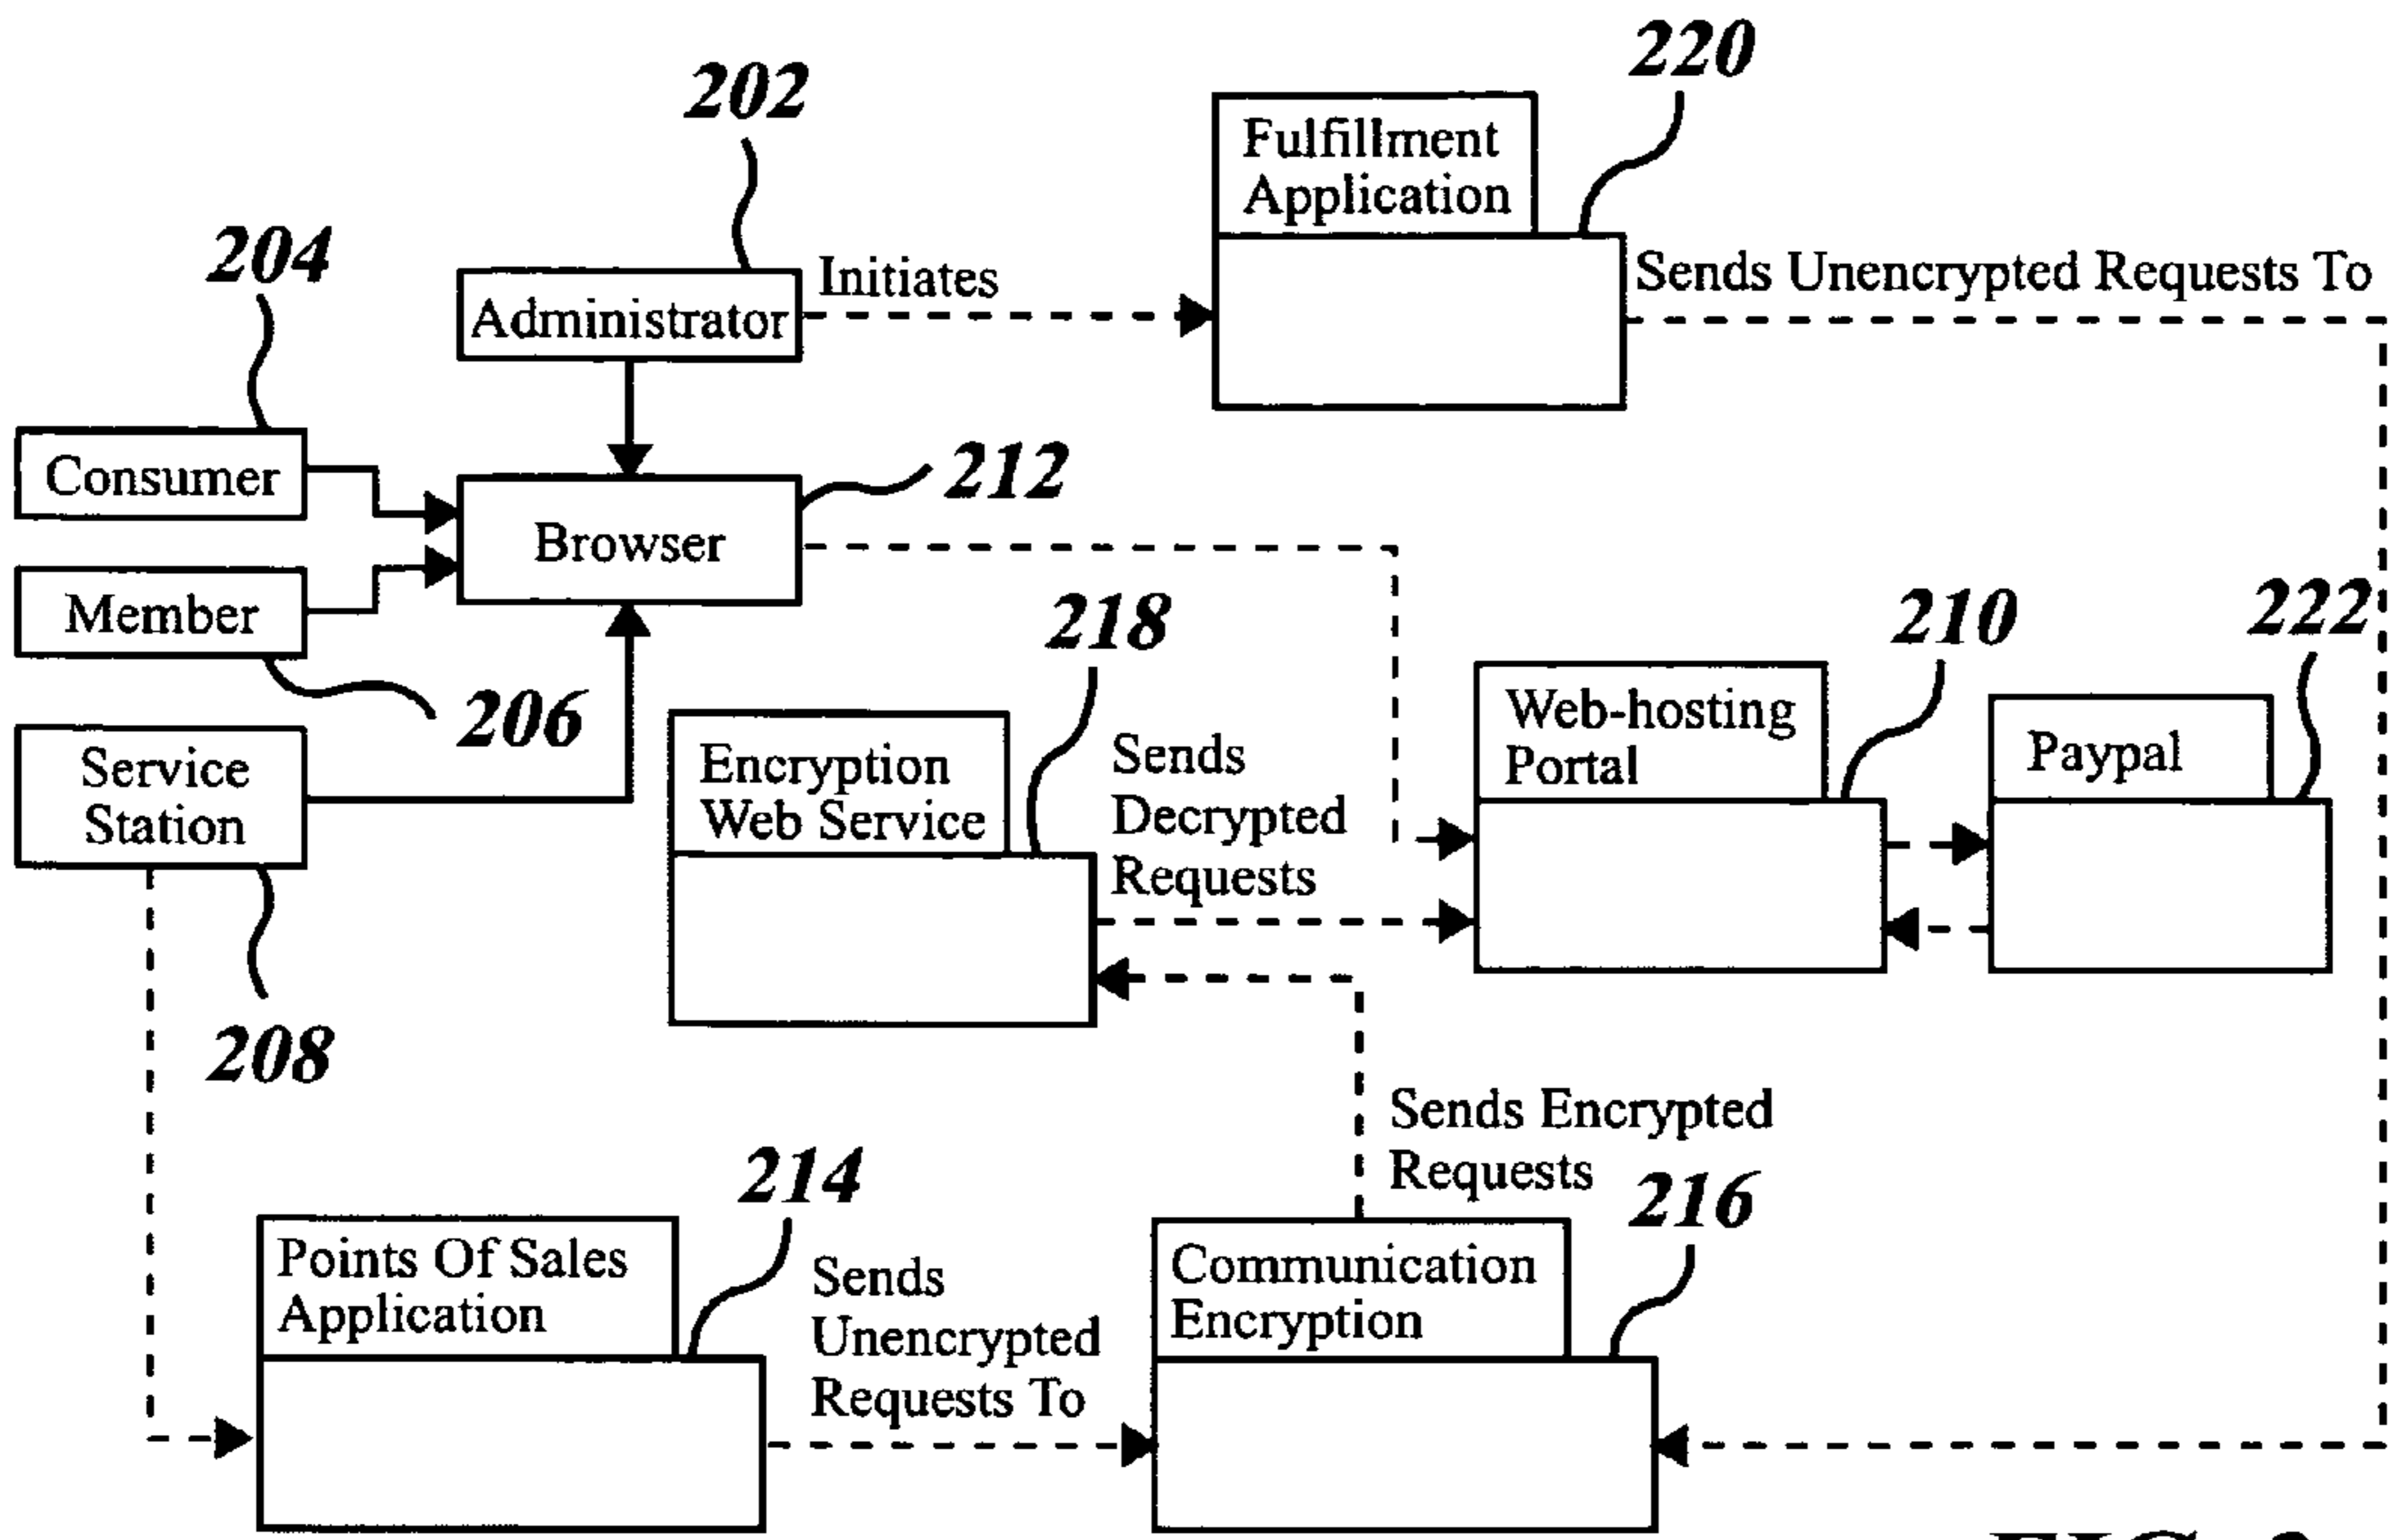 220
202
Fulfillment
Application
204
Initiates
Sends Unencrypted Requests To
Administrator
212
Consumer
Browser
218
210
222
Member
206
Web-hosting
Portal
Paypal
Service
Station
Encryption
Web Service
Sends
Decrypted
Requests
208
Sends Encrypted
Requests
214
216
Points Of Sales
Application
Sends
Unencrypted
Requests To
Communication
Encryption